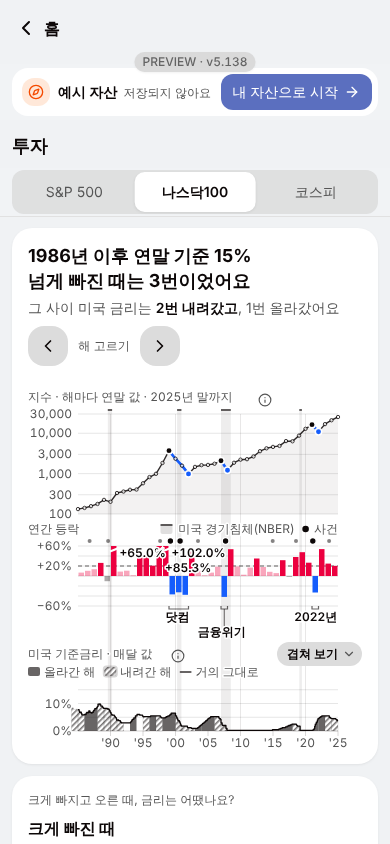 홈
PREVIEW · v5.138
예시 자산 저장되지 않아요 내 자산으로 시작 →
투자
S&P 500 나스닥100 코스피
1986년 이후 연말 기준 15%
넘게 빠진 때는 3번이었어요
그 사이 미국 금리는 2번 내려갔고, 1번 올라갔어요
해 고르기
지수 · 해마다 연말 값 · 2025년 말까지
30,000
10,000
3,000
1,000
300
100
연간 등락 미국 경기침체(NBER) 사건
+60%
+65.0% +102.0%
+20% +85.3%
−60%
닷컴 2022년
금융위기
미국 기준금리 · 매달 값 겹쳐 보기
올라간 해 내려간 해 거의 그대로
10%
0%
'90 '95 '00 '05 '10 '15 '20 '25
크게 빠지고 오른 때, 금리는 어땠나요?
크게 빠진 때